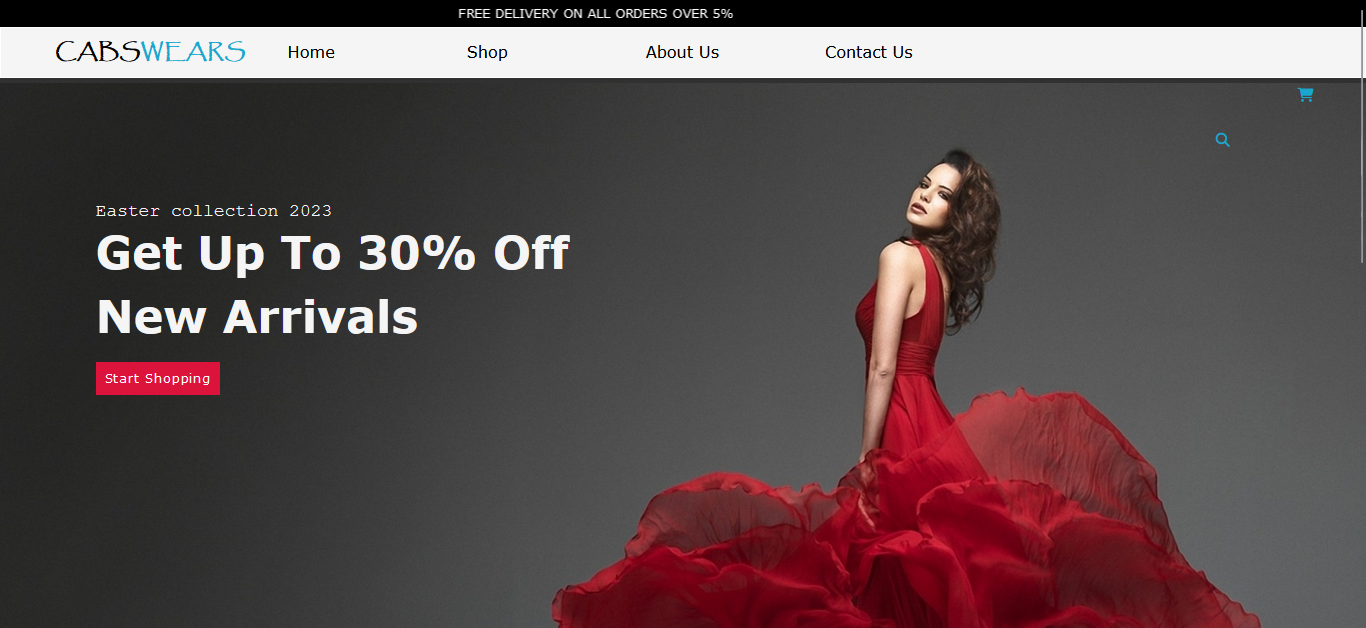 FREE DELIVERY ON ALL ORDERS OVER 5%
CABSWEARS Home Shop About Us Contact Us
Easter collection 2023
Get Up To 30% Off
New Arrivals
Start Shopping